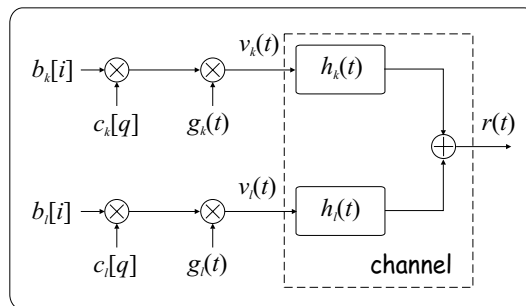 v_k(t)
b_k[i]
h_k(t)
c_k[q]
g_k(t)
r(t)
v_l(t)
b_l[i]
h_l(t)
c_l[q]
g_l(t)
channel